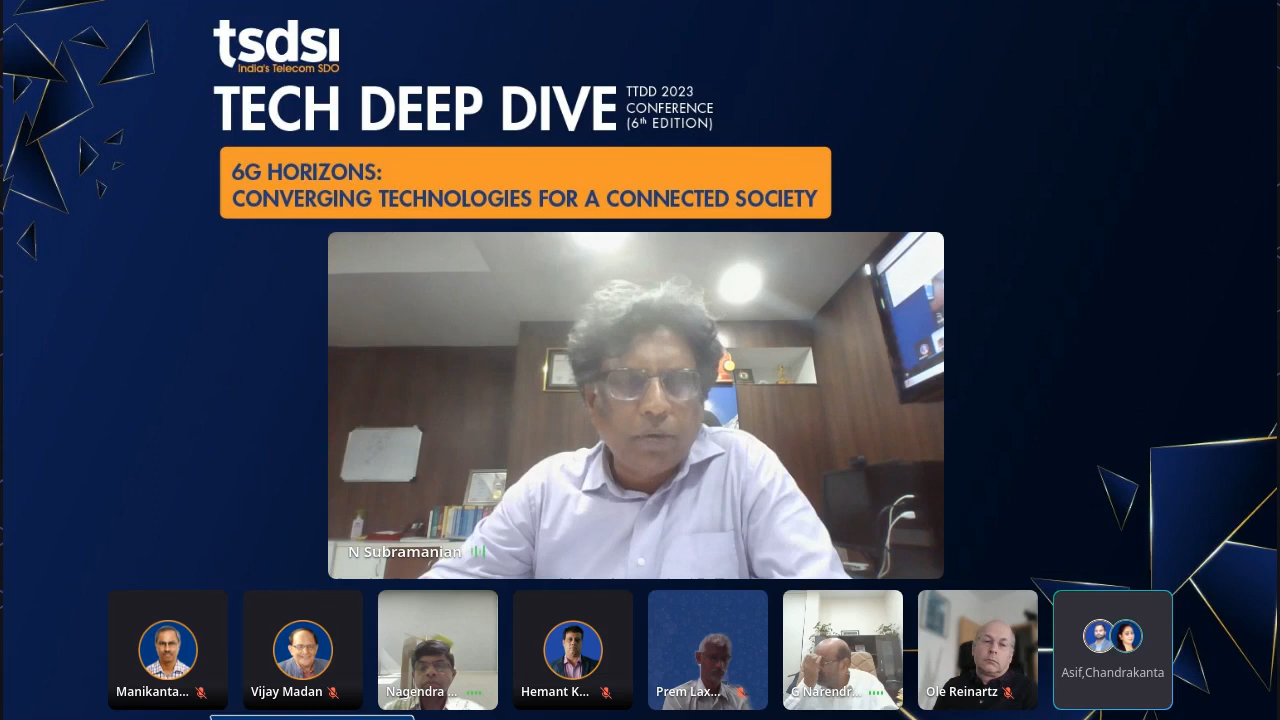 tsdsi
India's Telecom SDO
TECH DEEP DIVE
TTDD 2023
CONFERENCE
(6th EDITION)
6G HORIZONS:
CONVERGING TECHNOLOGIES FOR A CONNECTED SOCIETY
N Subramanian
Manikanta...
Vijay Madan
Nagendra ...
Hemant K...
Prem Lax...
G Narendr...
Ole Reinartz
Asif,Chandrakanta